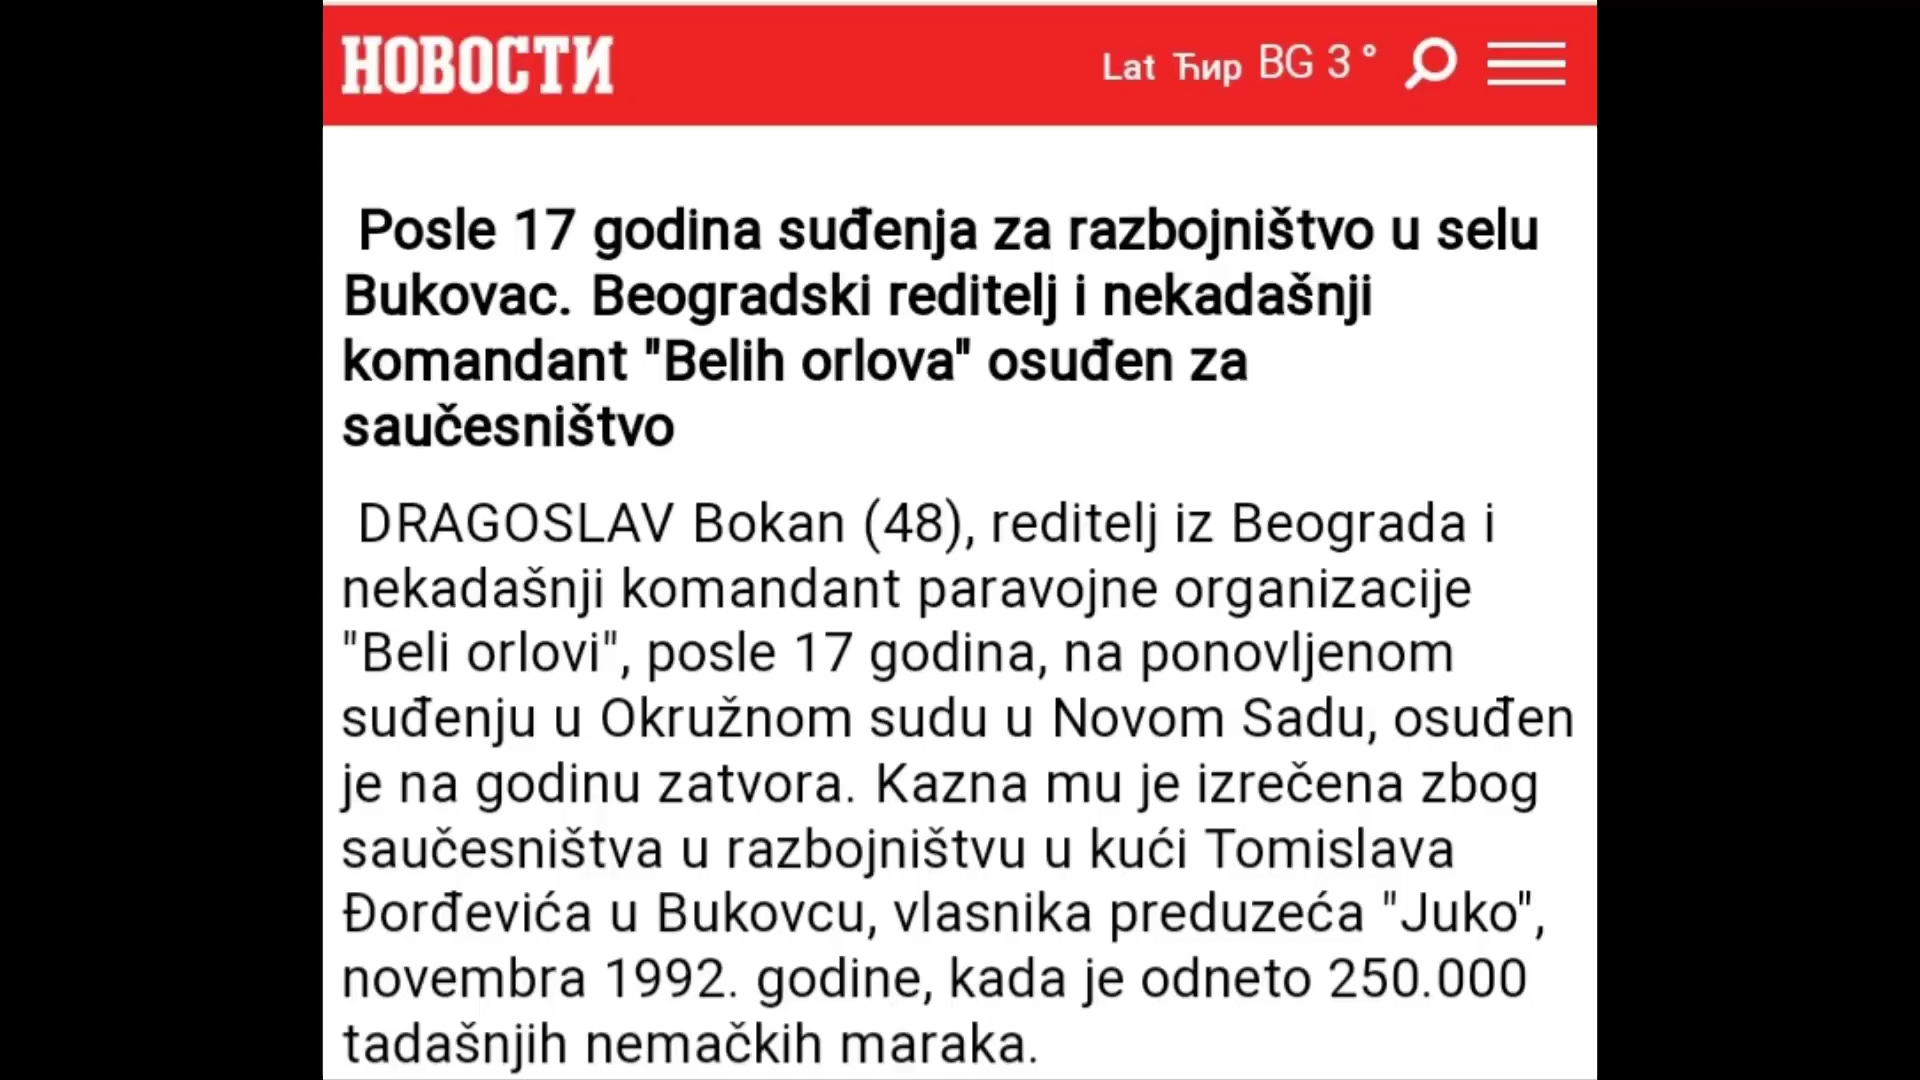 НОВОСТИ
Lat Ћир BG 3 °
Posle 17 godina suđenja za razbojništvo u selu
Bukovac. Beogradski reditelj i nekadašnji
komandant "Belih orlova" osuđen za
saučesništvo
DRAGOSLAV Bokan (48), reditelj iz Beograda i
nekadašnji komandant paravojne organizacije
"Beli orlovi", posle 17 godina, na ponovljenom
suđenju u Okružnom sudu u Novom Sadu, osuđen
je na godinu zatvora. Kazna mu je izrečena zbog
saučesništva u razbojništvu u kući Tomislava
Đorđevića u Bukovcu, vlasnika preduzeća "Juko",
novembra 1992. godine, kada je odneto 250.000
tadašnjih nemačkih maraka.